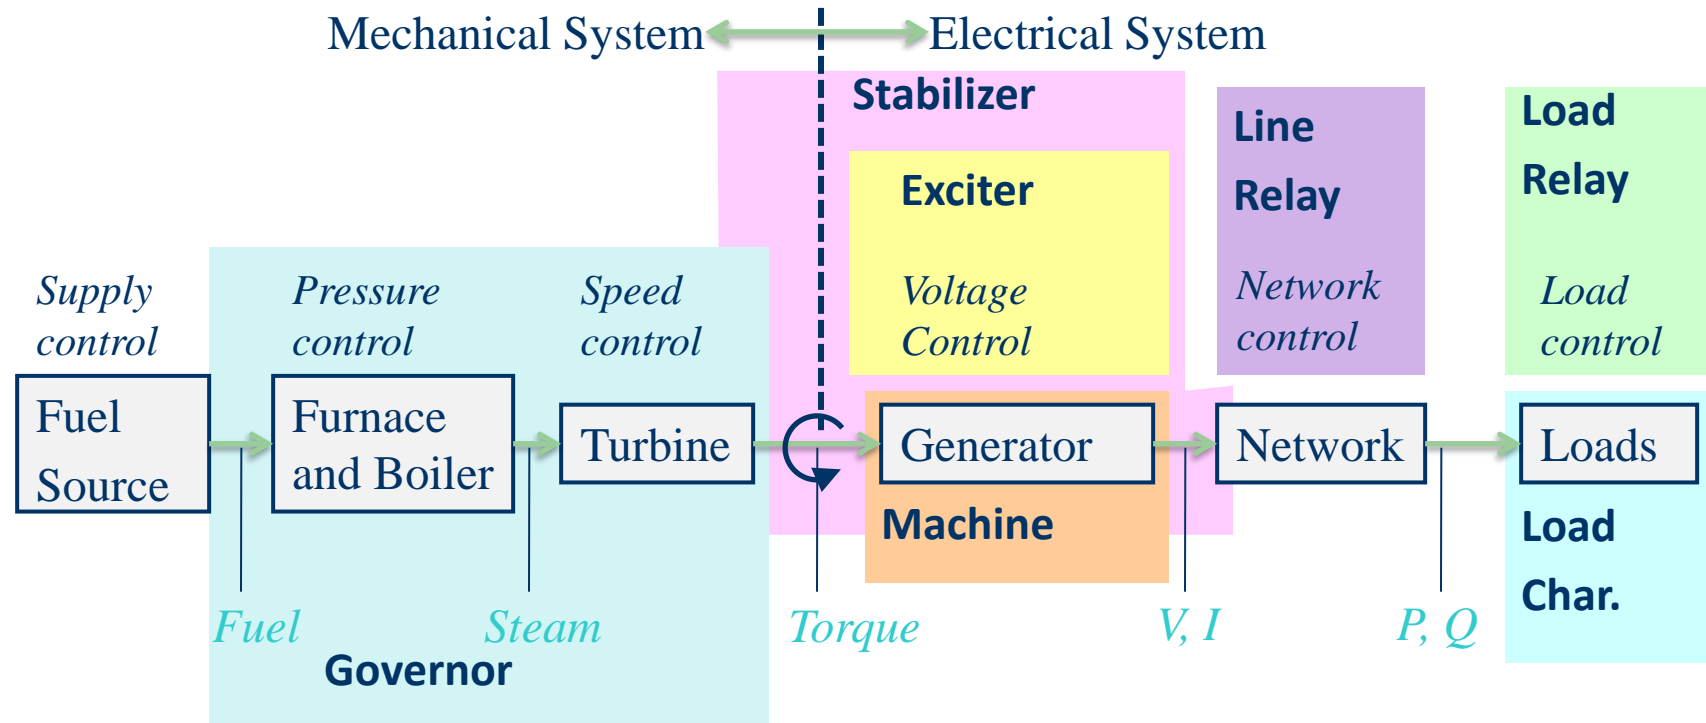 Mechanical System
Electrical System
Stabilizer
Exciter
Line
Relay
Load
Relay
Supply
control
Pressure
control
Speed
control
Voltage
Control
Network
control
Load
control
Fuel
Source
Furnace
and Boiler
Turbine
Generator
Network
Loads
Machine
Load
Char.
Fuel
Steam
Torque
V, I
P, Q
Governor